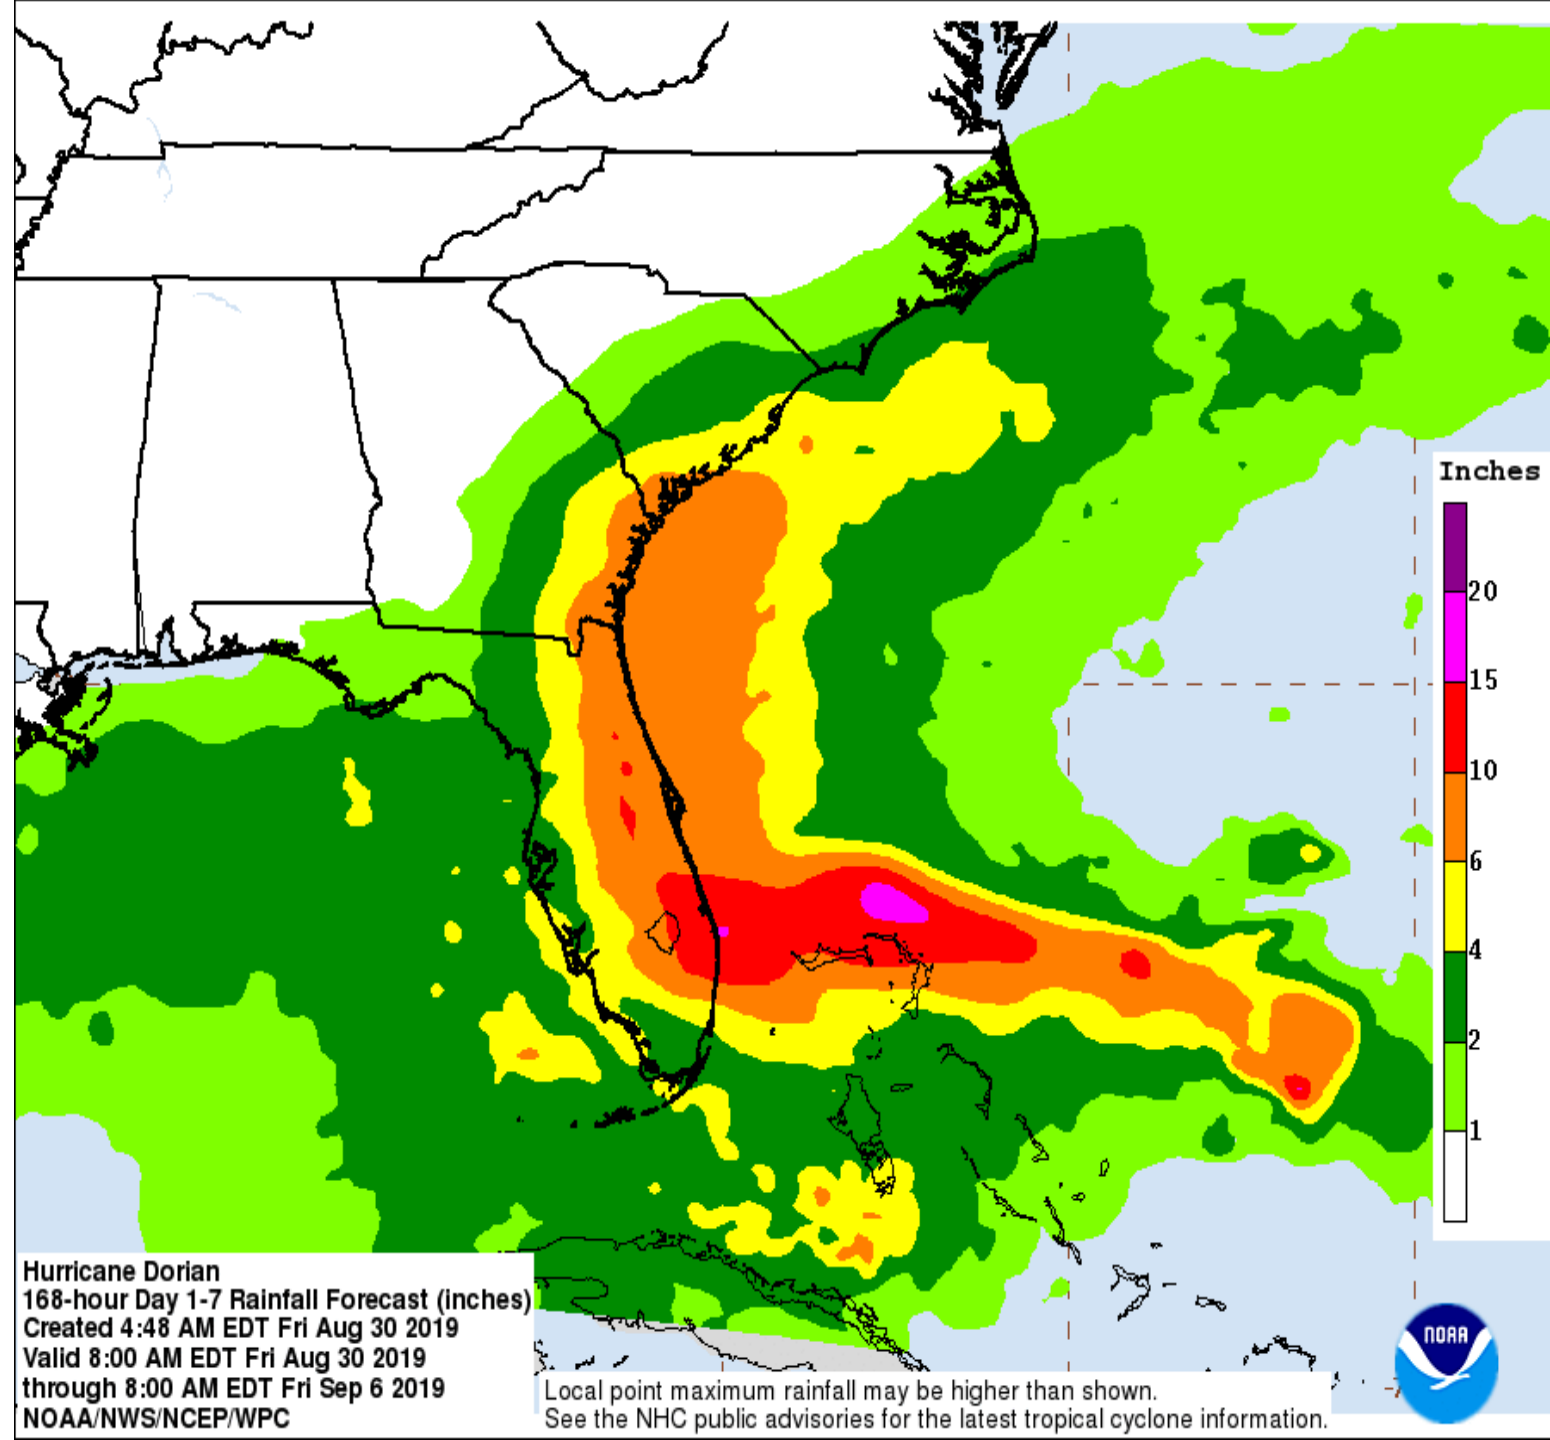 Inches
20
15
10
6
4
2
1
Hurricane Dorian
168-hour Day 1-7 Rainfall Forecast (inches)
Created 4:48 AM EDT Fri Aug 30 2019
Valid 8:00 AM EDT Fri Aug 30 2019
through 8:00 AM EDT Fri Sep 6 2019
NOAA/NWS/NCEP/WPC
Local point maximum rainfall may be higher than shown.
See the NHC public advisories for the latest tropical cyclone information.
NOAA